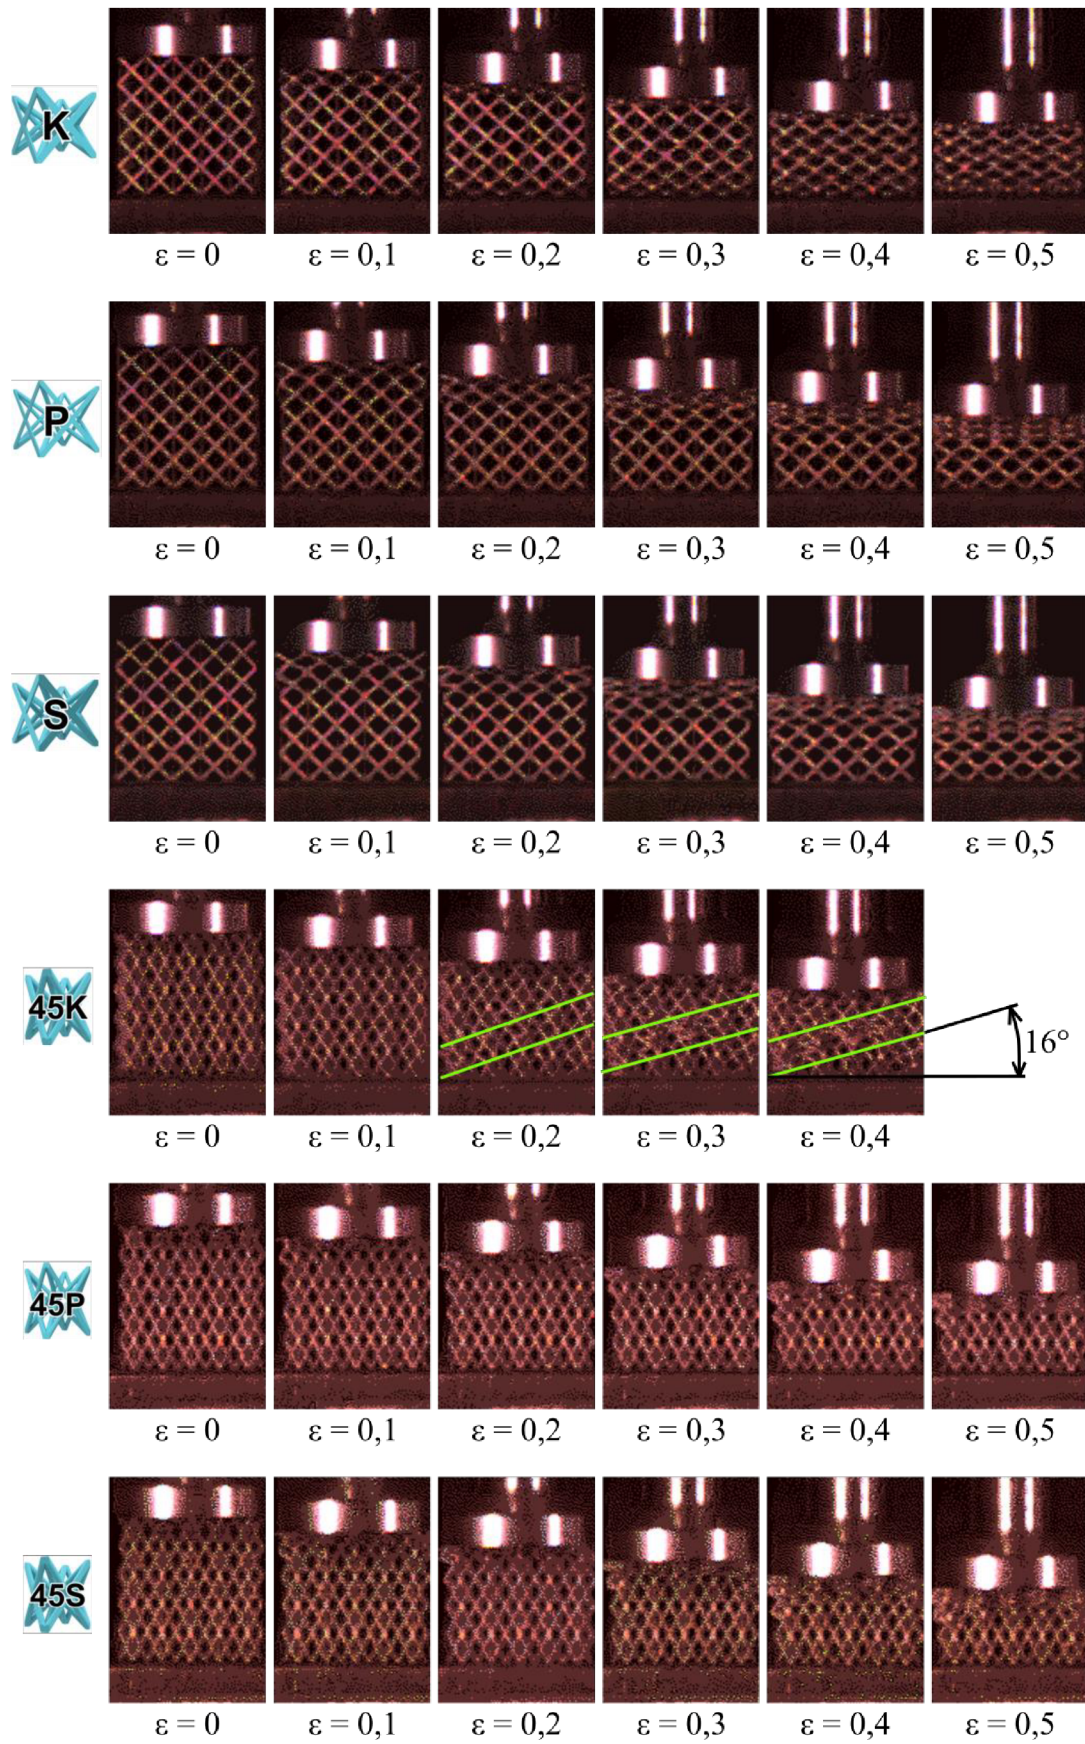 K
ε = 0 ε = 0,1 ε = 0,2 ε = 0,3 ε = 0,4 ε = 0,5
P
ε = 0 ε = 0,1 ε = 0,2 ε = 0,3 ε = 0,4 ε = 0,5
S
ε = 0 ε = 0,1 ε = 0,2 ε = 0,3 ε = 0,4 ε = 0,5
45K
16°
ε = 0 ε = 0,1 ε = 0,2 ε = 0,3 ε = 0,4
45P
ε = 0 ε = 0,1 ε = 0,2 ε = 0,3 ε = 0,4 ε = 0,5
45S
ε = 0 ε = 0,1 ε = 0,2 ε = 0,3 ε = 0,4 ε = 0,5